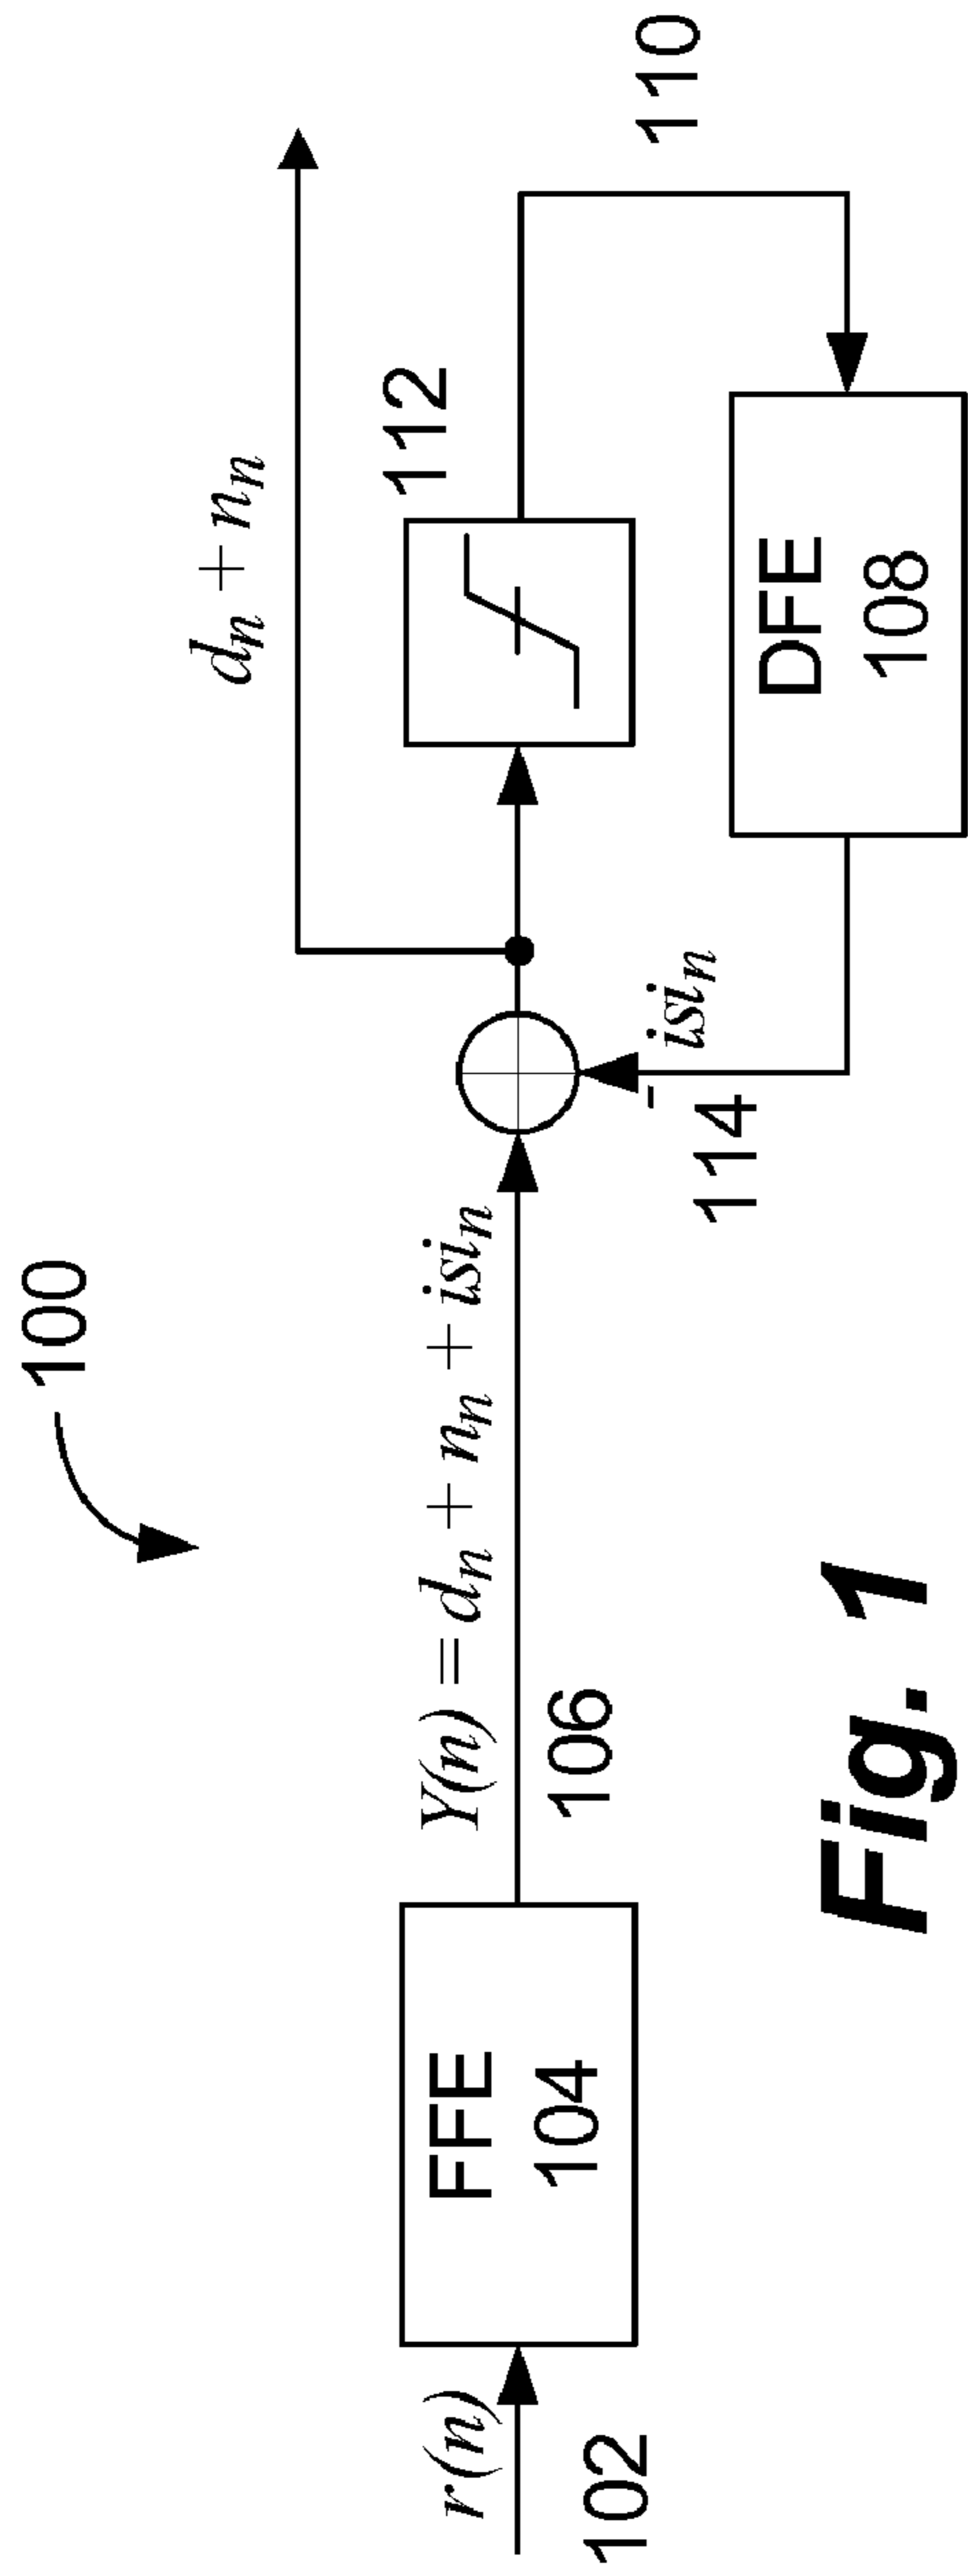 100
d_n + n_n
112
110
Y(n) = d_n + n_n + isi_n
r(n)
FFE
104
106
- isi_n
114
DFE
108
102
Fig. 1